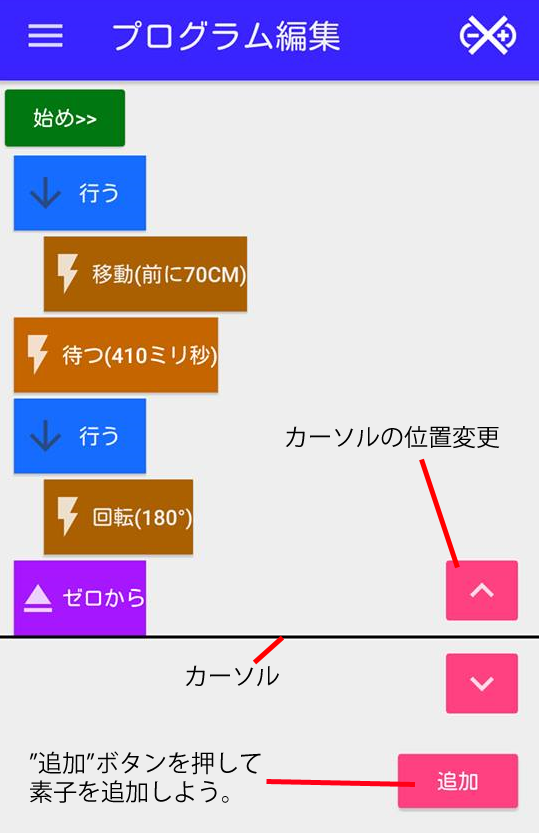 プログラム編集
始め>>
行う
移動(前に70CM)
待つ(410ミリ秒)
行う
カーソルの位置変更
回転(180°)
ゼロから
カーソル
”追加”ボタンを押して
素子を追加しよう。
追加